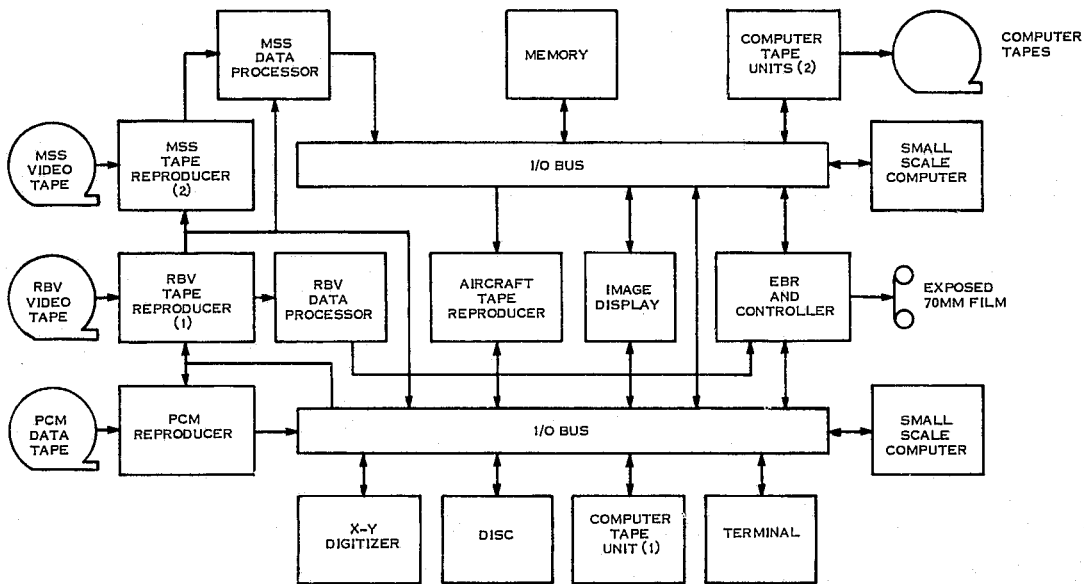 MSS
DATA
PROCESSOR
MEMORY
COMPUTER
TAPE
UNITS (2)
COMPUTER
TAPES
MSS
VIDEO
TAPE
MSS
TAPE
REPRODUCER
(2)
I/O BUS
SMALL
SCALE
COMPUTER
RBV
VIDEO
TAPE
RBV
TAPE
REPRODUCER
(1)
RBV
DATA
PROCESSOR
AIRCRAFT
TAPE
REPRODUCER
IMAGE
DISPLAY
EBR
AND
CONTROLLER
EXPOSED
70MM FILM
PCM
DATA
TAPE
PCM
REPRODUCER
I/O BUS
SMALL
SCALE
COMPUTER
X-Y
DIGITIZER
DISC
COMPUTER
TAPE
UNIT (1)
TERMINAL